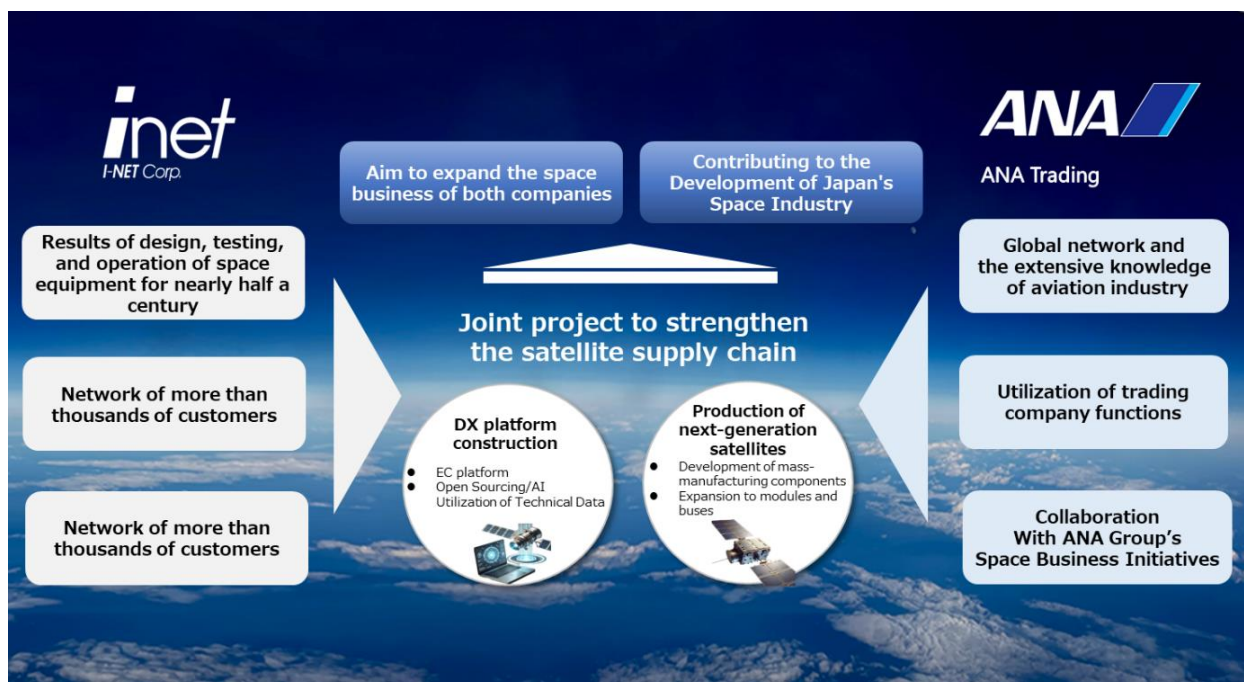 inet
I-NET Corp.
Results of design, testing,
and operation of space
equipment for nearly half a
century
Network of more than
thousands of customers
Network of more than
thousands of customers
Aim to expand the space
business of both companies
Contributing to the
Development of Japan's
Space Industry
Joint project to strengthen
the satellite supply chain
DX platform
construction
● EC platform
● Open Sourcing/AI
Utilization of Technical Data
Production of
next-generation
satellites
● Development of mass-
manufacturing components
● Expansion to modules and
buses
ANA
ANA Trading
Global network and
the extensive knowledge
of aviation industry
Utilization of trading
company functions
Collaboration
With ANA Group’s
Space Business Initiatives